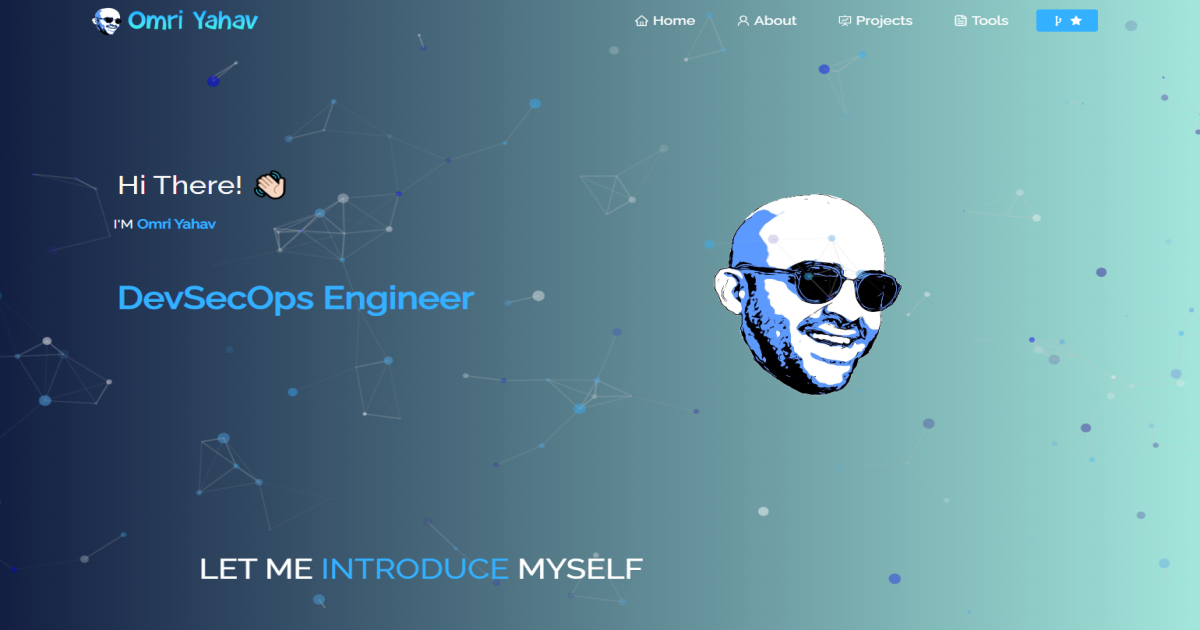 Omri Yahav
Home
About
Projects
Tools
Hi There! 👋🏻
I'M Omri Yahav
DevSecOps Engineer
LET ME INTRODUCE MYSELF